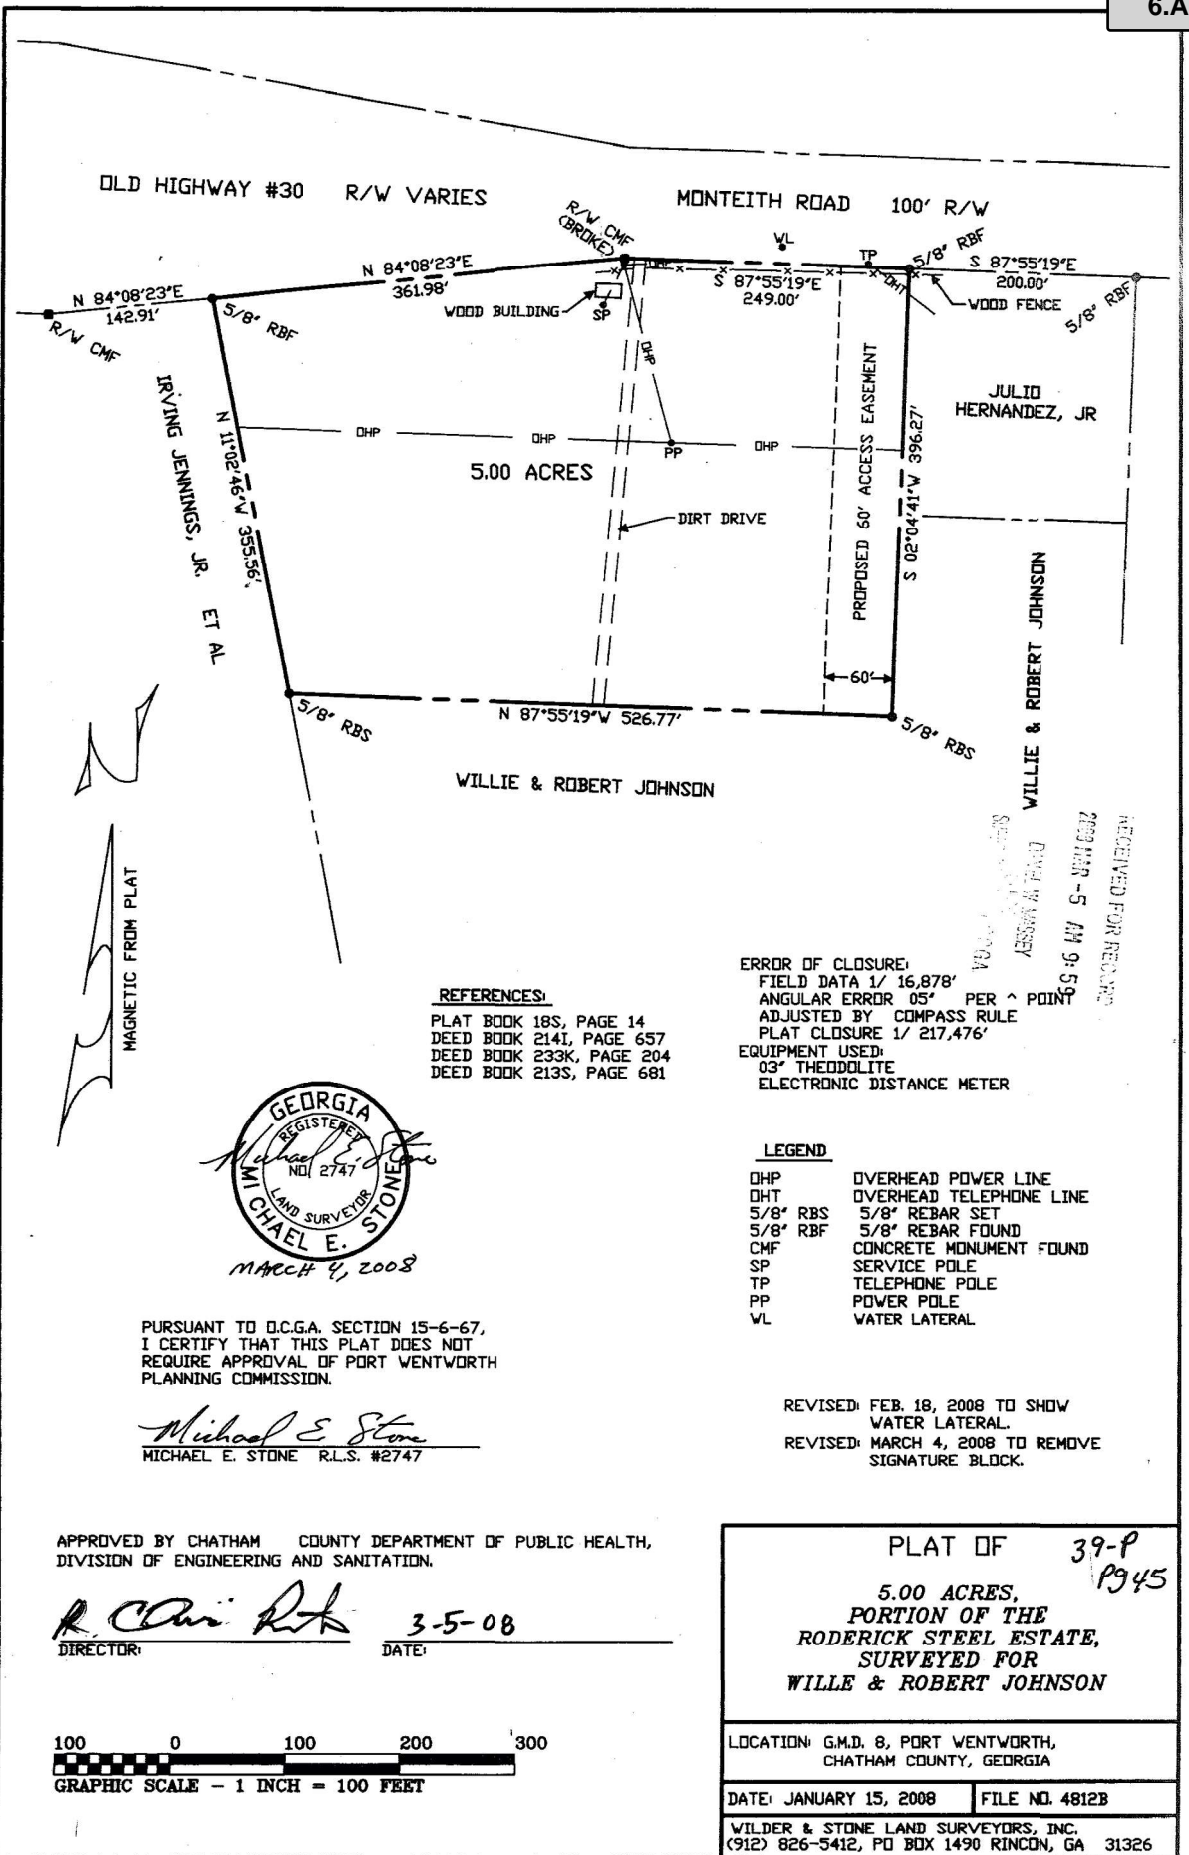 6.A
OLD HIGHWAY #30 R/W VARIES
MONTEITH ROAD 100' R/W
R/W CMF
(BROKE)
WL
TP
5/8" RBF
S 87°55'19"E
200.00'
N 84°08'23"E
361.98'
OHP
S 87°55'19"E
249.00'
OHT
WOOD FENCE
5/8" RBF
N 84°08'23"E
142.91'
R/W CMF
5/8" RBF
WOOD BUILDING
SP
OHP
JULIO
HERNANDEZ, JR
IRVING JENNINGS, JR. ET AL
N 11°02'46"W 355.56'
OHP
OHP
PP
OHP
5.00 ACRES
DIRT DRIVE
PROPOSED 60' ACCESS EASEMENT
S 02°04'41"W 396.27'
60'
WILLIE & ROBERT JOHNSON
5/8" RBS
N 87°55'19"W 526.77'
5/8" RBS
WILLIE & ROBERT JOHNSON
MAGNETIC FROM PLAT
RECEIVED FOR RECORD
2008 MAR -5 AM 9:59
REFERENCES:
PLAT BOOK 18S, PAGE 14
DEED BOOK 214I, PAGE 657
DEED BOOK 233K, PAGE 204
DEED BOOK 213S, PAGE 681
ERROR OF CLOSURE:
FIELD DATA 1/ 16,878'
ANGULAR ERROR 05" PER ^ POINT
ADJUSTED BY COMPASS RULE
PLAT CLOSURE 1/ 217,476'
EQUIPMENT USED:
03" THEODOLITE
ELECTRONIC DISTANCE METER
GEORGIA
REGISTERED
NO. 2747
LAND SURVEYOR
MICHAEL E. STONE
Michael E. Stone
MARCH 4, 2008
LEGEND
OHP OVERHEAD POWER LINE
OHT OVERHEAD TELEPHONE LINE
5/8" RBS 5/8" REBAR SET
5/8" RBF 5/8" REBAR FOUND
CMF CONCRETE MONUMENT FOUND
SP SERVICE POLE
TP TELEPHONE POLE
PP POWER POLE
WL WATER LATERAL
PURSUANT TO O.C.G.A. SECTION 15-6-67,
I CERTIFY THAT THIS PLAT DOES NOT
REQUIRE APPROVAL OF PORT WENTWORTH
PLANNING COMMISSION.
Michael E Stone
MICHAEL E. STONE R.L.S. #2747
REVISED: FEB. 18, 2008 TO SHOW
WATER LATERAL.
REVISED: MARCH 4, 2008 TO REMOVE
SIGNATURE BLOCK.
APPROVED BY CHATHAM COUNTY DEPARTMENT OF PUBLIC HEALTH,
DIVISION OF ENGINEERING AND SANITATION.
3-5-08
DIRECTOR: DATE:
100 0 100 200 300
GRAPHIC SCALE - 1 INCH = 100 FEET
PLAT OF
39-P
Pg 45
5.00 ACRES,
PORTION OF THE
RODERICK STEEL ESTATE,
SURVEYED FOR
WILLE & ROBERT JOHNSON
LOCATION: G.M.D. 8, PORT WENTWORTH,
CHATHAM COUNTY, GEORGIA
DATE: JANUARY 15, 2008
FILE NO. 4812B
WILDER & STONE LAND SURVEYORS, INC.
(912) 826-5412, PO BOX 1490 RINCON, GA 31326